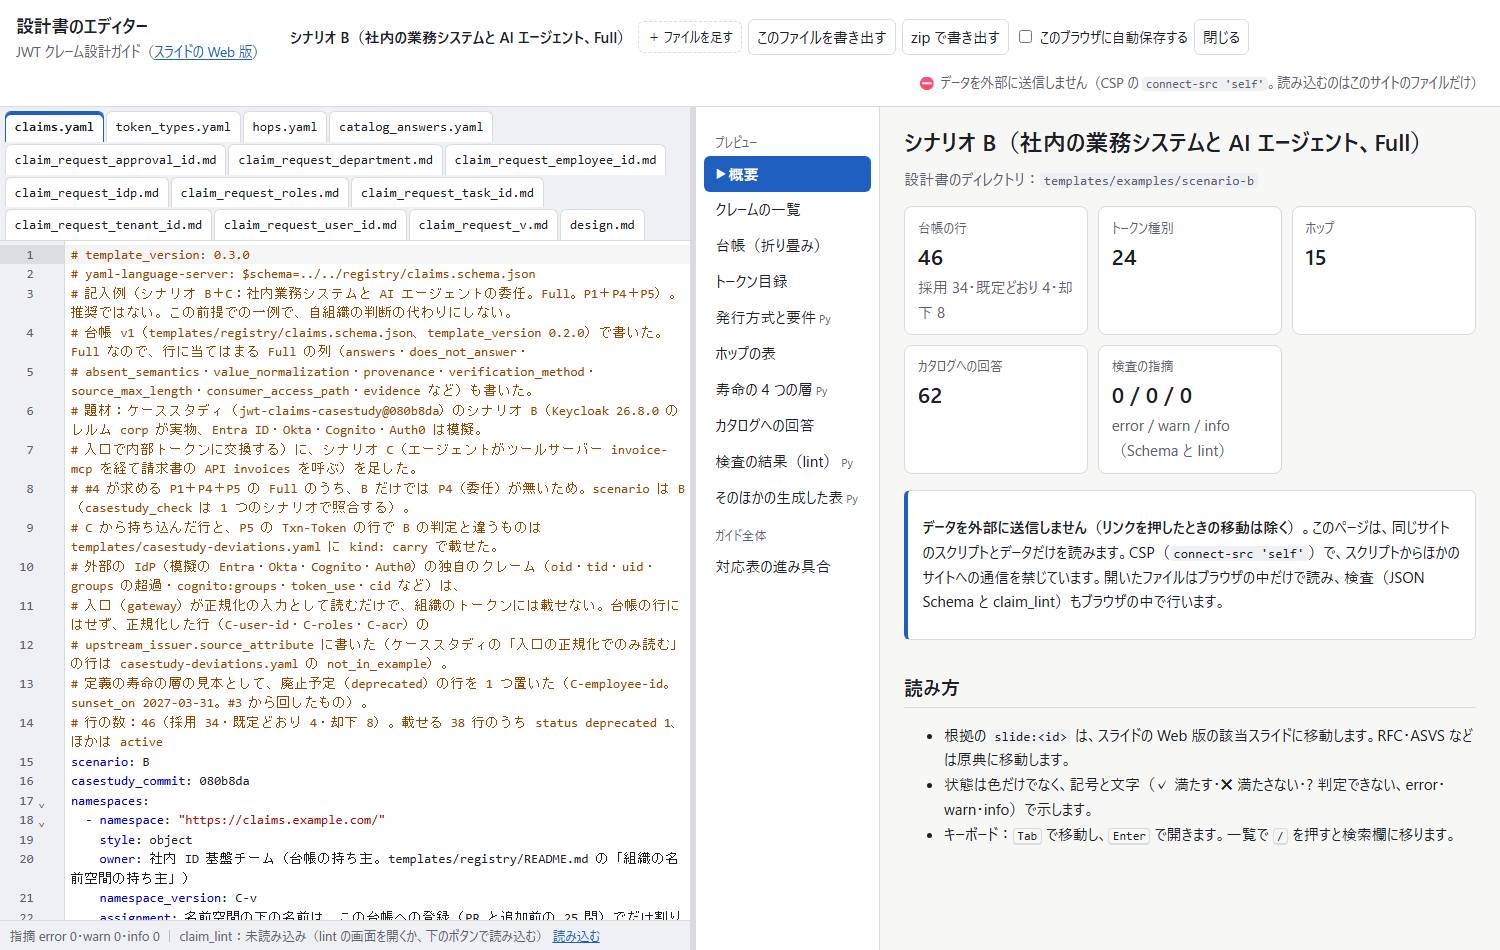 設計書のエディター
JWT クレーム設計ガイド（スライドの Web 版）
シナリオ B（社内の業務システムと AI エージェント、Full）
＋ ファイルを足す
このファイルを書き出す
zip で書き出す
このブラウザに自動保存する
閉じる
⛔ データを外部に送信しません（CSP の connect-src 'self'。読み込むのはこのサイトのファイルだけ）
claims.yaml
token_types.yaml
hops.yaml
catalog_answers.yaml
claim_request_approval_id.md
claim_request_department.md
claim_request_employee_id.md
claim_request_idp.md
claim_request_roles.md
claim_request_task_id.md
claim_request_tenant_id.md
claim_request_user_id.md
claim_request_v.md
design.md
1 # template_version: 0.3.0
2 # yaml-language-server: $schema=../../registry/claims.schema.json
3 # 記入例（シナリオ B＋C：社内業務システムと AI エージェントの委任。Full。P1＋P4＋P5）。
推奨ではない。この前提での一例で、自組織の判断の代わりにしない。
4 # 台帳 v1（templates/registry/claims.schema.json、template_version 0.2.0）で書いた。
Full なので、行に当てはまる Full の列（answers・does_not_answer・
5 # absent_semantics・value_normalization・provenance・verification_method・
source_max_length・consumer_access_path・evidence など）も書いた。
6 # 題材：ケーススタディ（jwt-claims-casestudy@080b8da）のシナリオ B（Keycloak 26.8.0 の
レルム corp が実物、Entra ID・Okta・Cognito・Auth0 は模擬。
7 # 入口で内部トークンに交換する）に、シナリオ C（エージェントがツールサーバー invoice-
mcp を経て請求書の API invoices を呼ぶ）を足した。
8 # #4 が求める P1＋P4＋P5 の Full のうち、B だけでは P4（委任）が無いため。scenario は B
（casestudy_check は 1 つのシナリオで照合する）。
9 # C から持ち込んだ行と、P5 の Txn-Token の行で B の判定と違うものは
templates/casestudy-deviations.yaml に kind: carry で載せた。
10 # 外部の IdP（模擬の Entra・Okta・Cognito・Auth0）の独自のクレーム（oid・tid・uid・
groups の超過・cognito:groups・token_use・cid など）は、
11 # 入口（gateway）が正規化の入力として読むだけで、組織のトークンには載せない。台帳の行に
はせず、正規化した行（C-user-id・C-roles・C-acr）の
12 # upstream_issuer.source_attribute に書いた（ケーススタディの「入口の正規化でのみ読む」
の行は casestudy-deviations.yaml の not_in_example）。
13 # 定義の寿命の層の見本として、廃止予定（deprecated）の行を 1 つ置いた（C-employee-id。
sunset_on 2027-03-31。#3 から回したもの）。
14 # 行の数：46（採用 34・既定どおり 4・却下 8）。載せる 38 行のうち status deprecated 1、
ほかは active
15 scenario: B
16 casestudy_commit: 080b8da
17 namespaces:
18 - namespace: "https://claims.example.com/"
19 style: object
20 owner: 社内 ID 基盤チーム（台帳の持ち主。templates/registry/README.md の「組織の名
前空間の持ち主」）
21 namespace_version: C-v
22 assignment: 名前空間の下の名前は、この台帳への登録（PR と追加前の 25 問）でだけ割り
指摘 error 0・warn 0・info 0 | claim_lint：未読み込み（lint の画面を開くか、下のボタンで読み込む） 読み込む
プレビュー
▶概要
クレームの一覧
台帳（折り畳み）
トークン目録
発行方式と要件 Py
ホップの表
寿命の 4 つの層 Py
カタログへの回答
検査の結果（lint） Py
そのほかの生成した表 Py
ガイド全体
対応表の進み具合
シナリオ B（社内の業務システムと AI エージェント、Full）
設計書のディレクトリ： templates/examples/scenario-b
台帳の行
46
採用 34・既定どおり 4・却
下 8
トークン種別
24
ホップ
15
カタログへの回答
62
検査の指摘
0 / 0 / 0
error / warn / info
（Schema と lint）
データを外部に送信しません（リンクを押したときの移動は除く）。このページは、同じサイト
のスクリプトとデータだけを読みます。CSP（ connect-src 'self' ）で、スクリプトからほかの
サイトへの通信を禁じています。開いたファイルはブラウザの中だけで読み、検査（JSON
Schema と claim_lint）もブラウザの中で行います。
読み方
• 根拠の slide:<id> は、スライドの Web 版の該当スライドに移動します。RFC・ASVS など
は原典に移動します。
• 状態は色だけでなく、記号と文字（✓ 満たす・✕ 満たさない・? 判定できない、error・
warn・info）で示します。
• キーボード： Tab で移動し、 Enter で開きます。一覧で / を押すと検索欄に移ります。